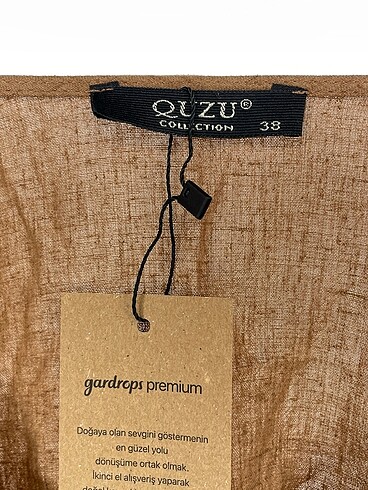 QUZU®
COLLECTION 38
gardrops premium
Doğaya olan sevgini göstermenin
en güzel yolu
dönüşüme ortak olmak.
İkinci el alışveriş yaparak